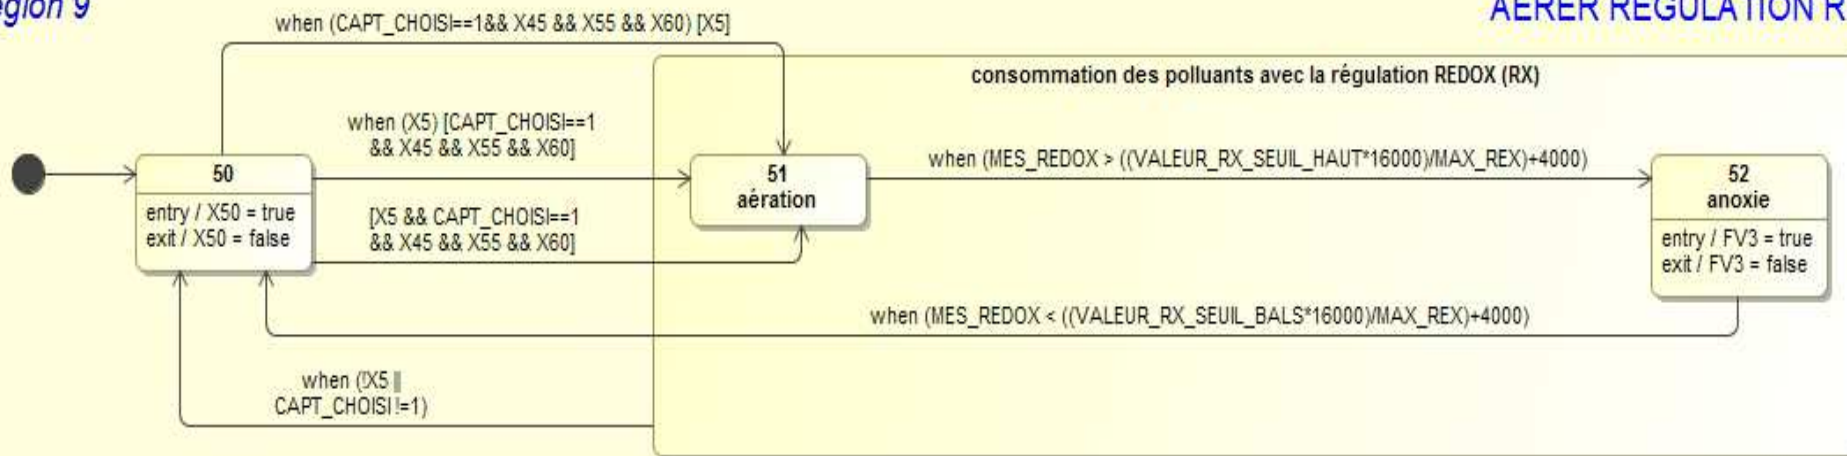 égion 9
AERER REGULATION R
when (CAPT_CHOISI==1&& X45 && X55 && X60) [X5]
consommation des polluants avec la régulation REDOX (RX)
when (X5) [CAPT_CHOISI==1
&& X45 && X55 && X60]
when (MES_REDOX > ((VALEUR_RX_SEUIL_HAUT*16000)/MAX_REX)+4000)
50
entry / X50 = true
exit / X50 = false
51
aération
52
anoxie
entry / FV3 = true
exit / FV3 = false
[X5 && CAPT_CHOISI==1
&& X45 && X55 && X60]
when (MES_REDOX < ((VALEUR_RX_SEUIL_BALS*16000)/MAX_REX)+4000)
when (!X5 ||
CAPT_CHOISI !=1)